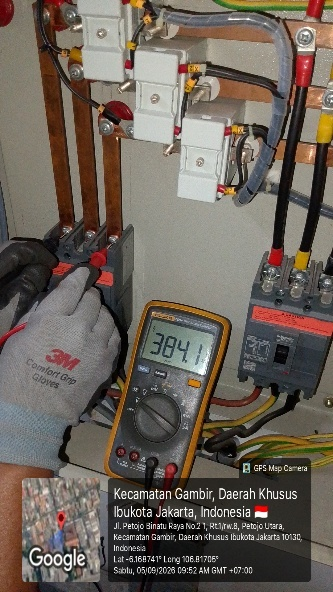 384.1
3M
Comfort Grip
Gloves
GPS Map Camera
Kecamatan Gambir, Daerah Khusus
Ibukota Jakarta, Indonesia 🇮🇩
Jl. Petojo Binatu Raya No.2 1, Rt.1/rw.8, Petojo Utara,
Kecamatan Gambir, Daerah Khusus Ibukota Jakarta 10130,
Indonesia
Lat -6.168741° Long 106.81705°
Sabtu, 05/09/2026 09:52 AM GMT +07:00
Google